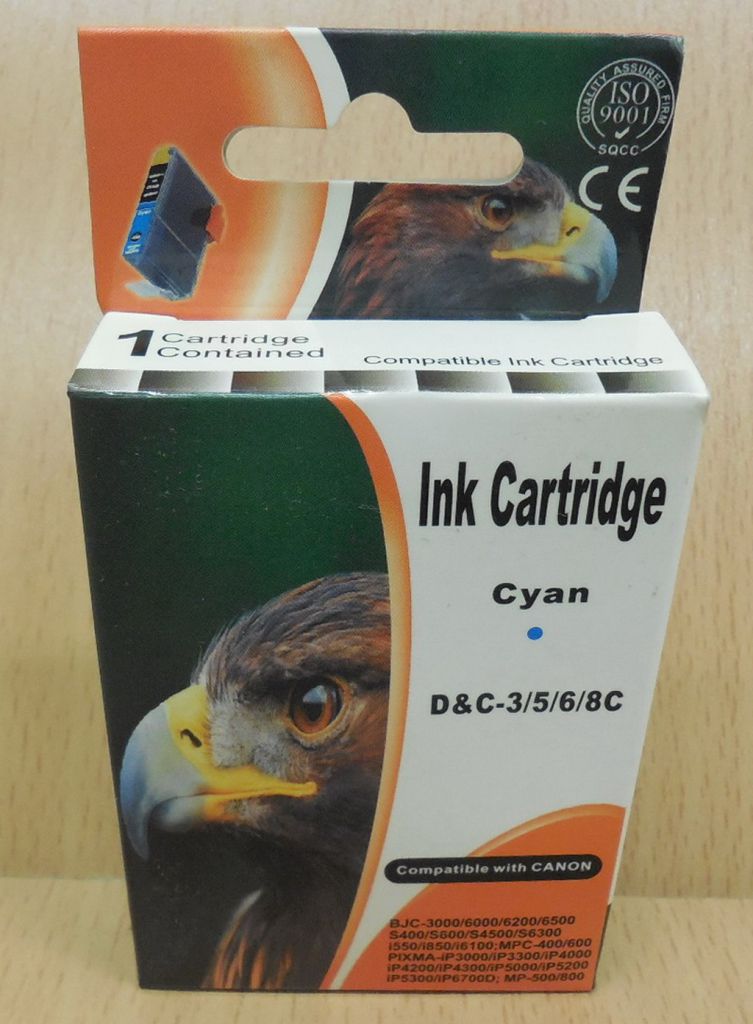 QUALITY ASSURED FIRM
ISO
9001
SQCC
CE
Cyan
1 Cartridge
Contained
Compatible Ink Cartridge
Ink Cartridge
Cyan
D&C-3/5/6/8C
Compatible with CANON
BJC-3000/6000/6200/6500
S400/S600/S4500/S6300
i550/i850/i6100;MPC-400/600
PIXMA-iP3000/iP3300/iP4000
iP4200/iP4300/iP5000/iP5200
iP5300/iP6700D; MP-500/800